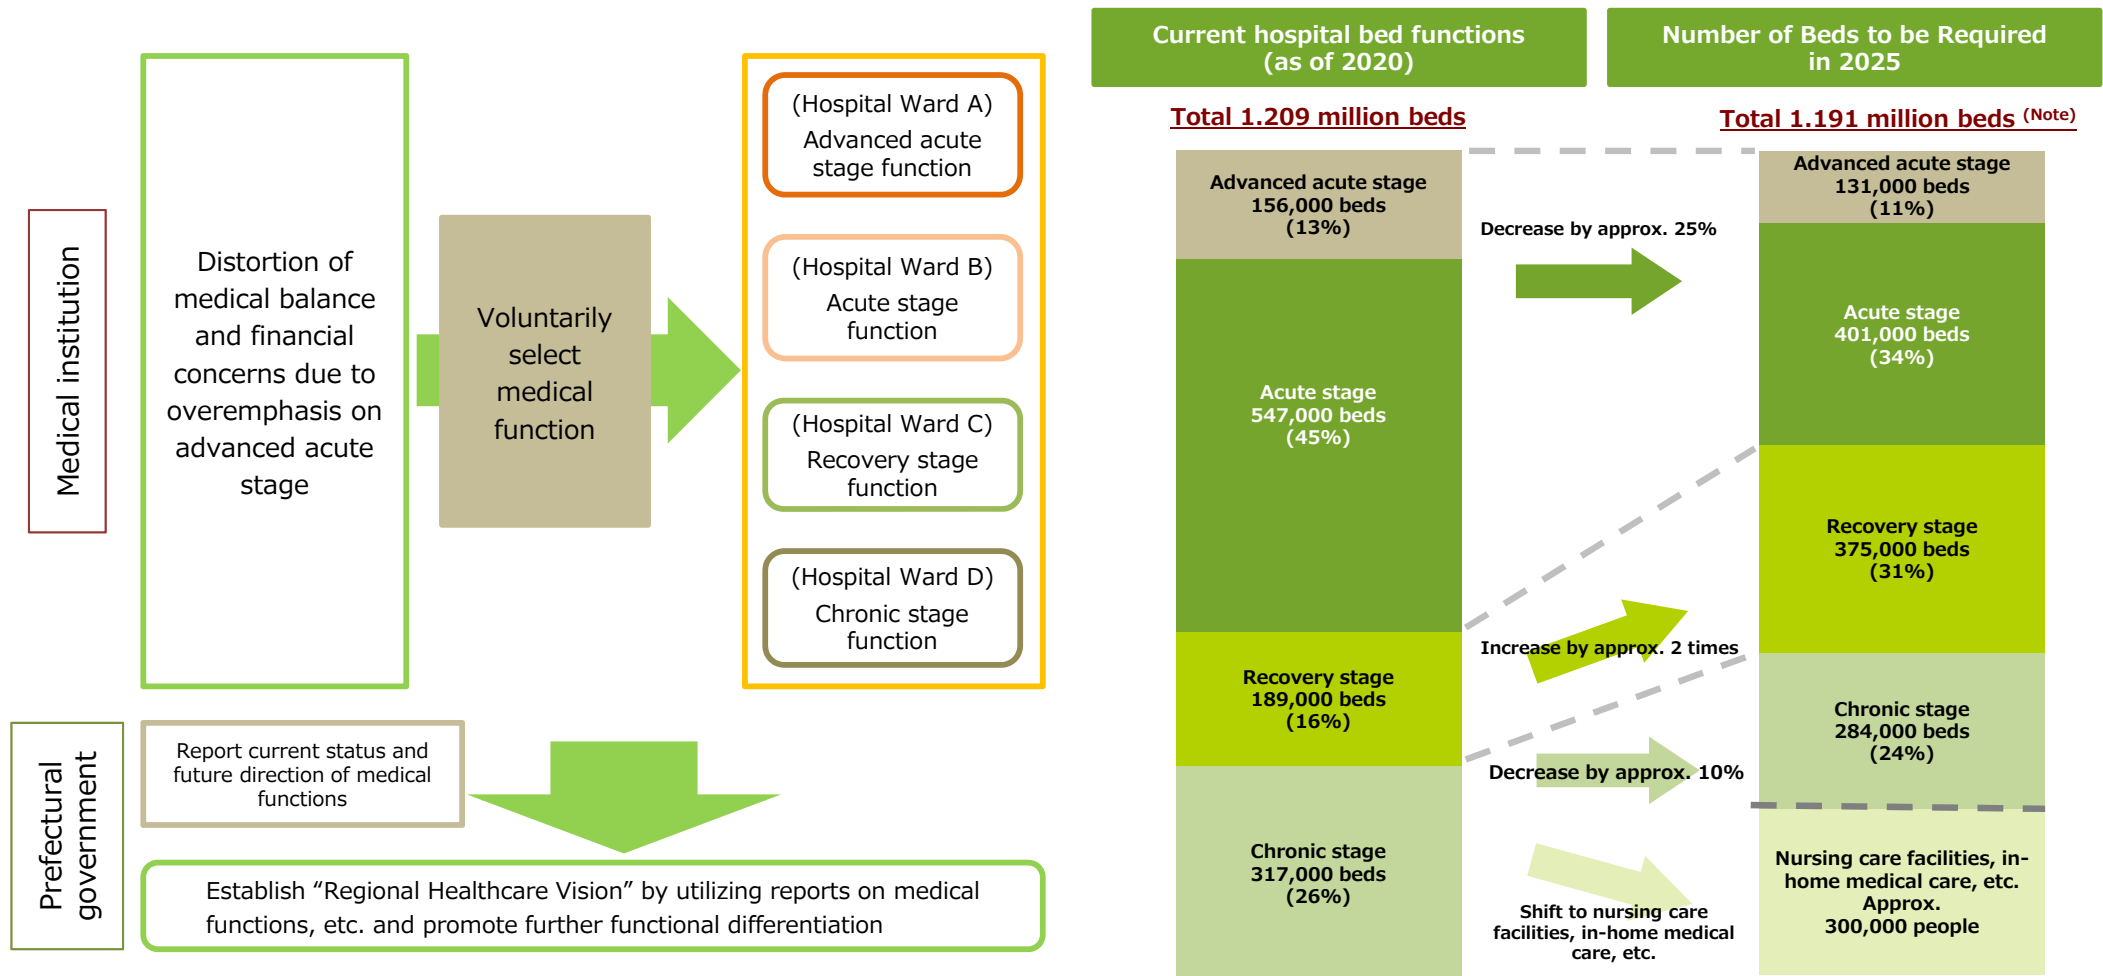 Medical institution
Distortion of
medical balance
and financial
concerns due to
overemphasis on
advanced acute
stage
Voluntarily
select
medical
function
(Hospital Ward A)
Advanced acute
stage function
(Hospital Ward B)
Acute stage
function
(Hospital Ward C)
Recovery stage
function
(Hospital Ward D)
Chronic stage
function
Prefectural
government
Report current status and
future direction of medical
functions
Establish “Regional Healthcare Vision” by utilizing reports on medical
functions, etc. and promote further functional differentiation
Current hospital bed functions
(as of 2020)
Total 1.209 million beds
Advanced acute stage
156,000 beds
(13%)
Acute stage
547,000 beds
(45%)
Recovery stage
189,000 beds
(16%)
Chronic stage
317,000 beds
(26%)
Decrease by approx. 25%
Increase by approx. 2 times
Decrease by approx. 10%
Shift to nursing care
facilities, in-home medical
care, etc.
Number of Beds to be Required
in 2025
Total 1.191 million beds (Note)
Advanced acute stage
131,000 beds
(11%)
Acute stage
401,000 beds
(34%)
Recovery stage
375,000 beds
(31%)
Chronic stage
284,000 beds
(24%)
Nursing care facilities, in-
home medical care, etc.
Approx.
300,000 people